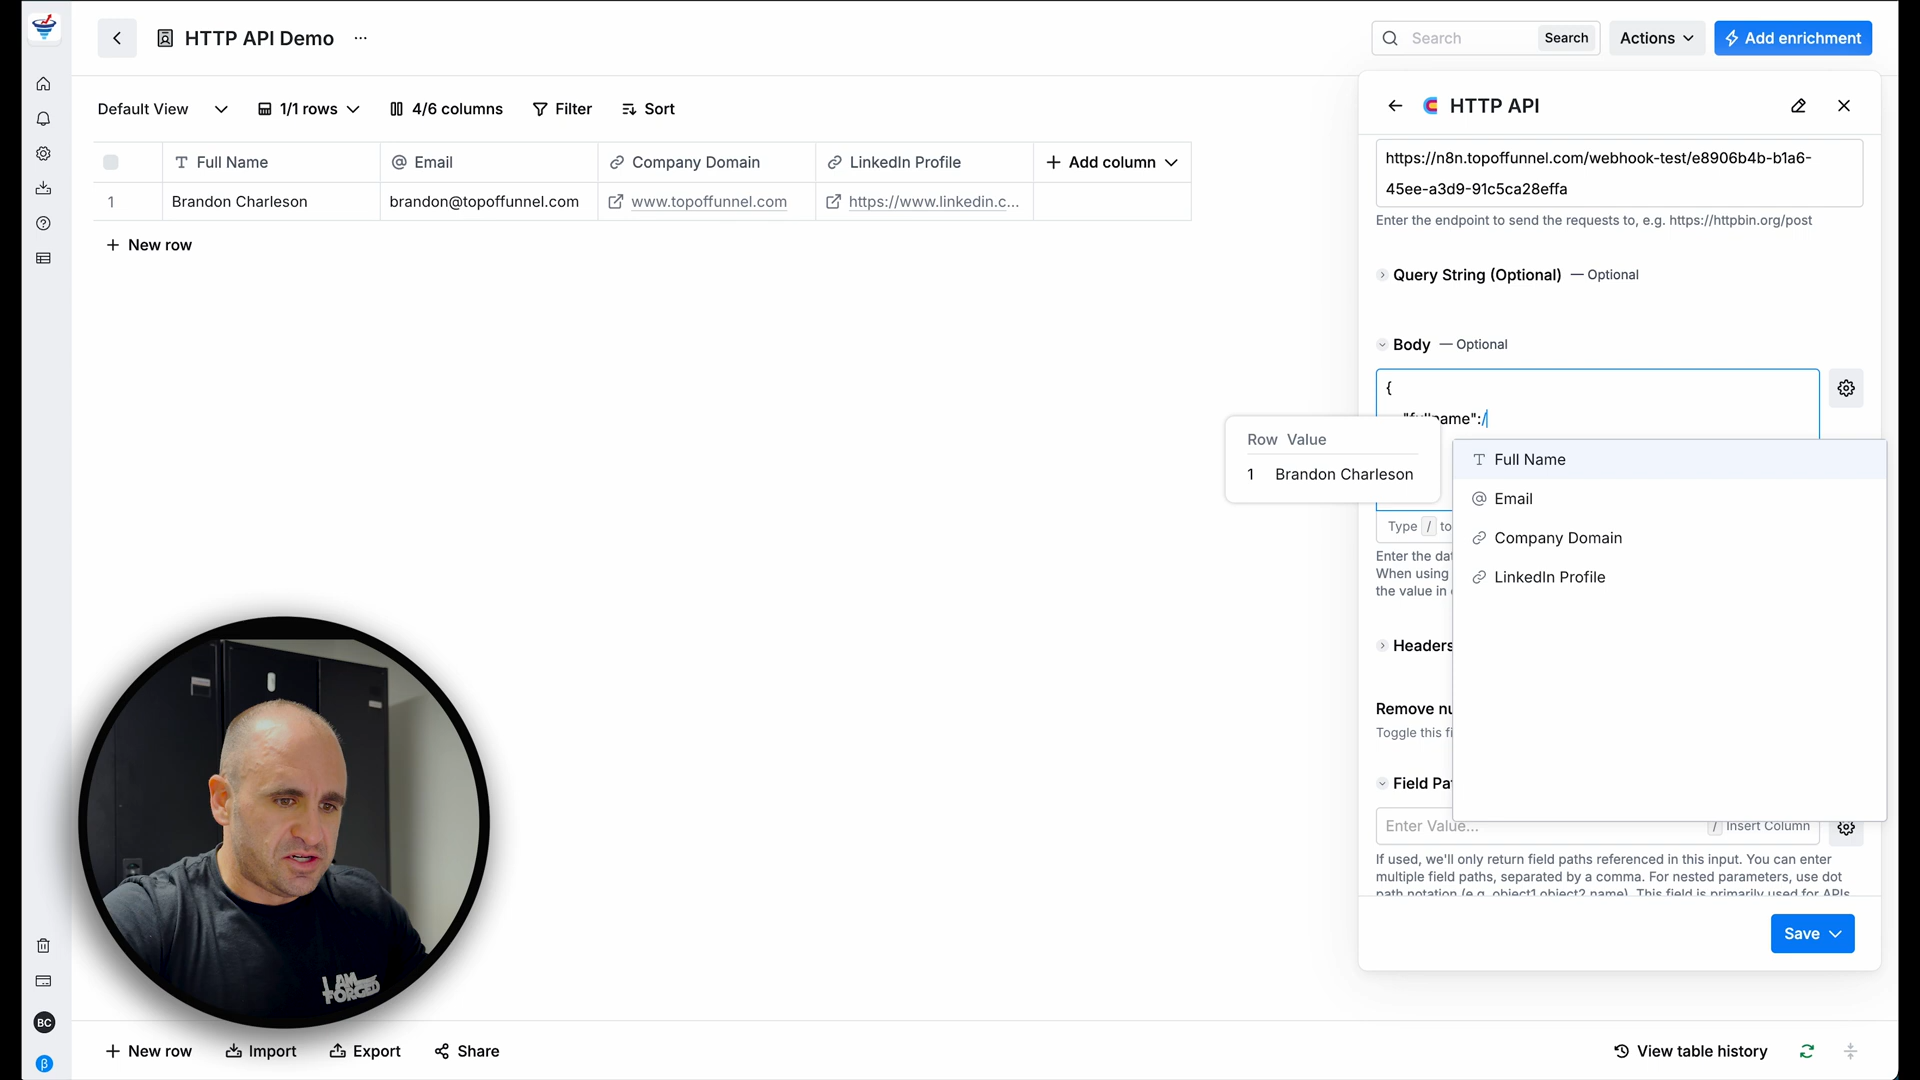 HTTP API Demo
Search
Search
Actions
Add enrichment
Default View
1/1 rows
4/6 columns
Filter
Sort
Full Name
Email
Company Domain
LinkedIn Profile
Add column
1
Brandon Charleson
brandon@topoffunnel.com
www.topoffunnel.com
https://www.linkedin.c...
New row
HTTP API
https://n8n.topoffunnel.com/webhook-test/e8906b4b-b1a6-
45ee-a3d9-91c5ca28effa
Enter the endpoint to send the requests to, e.g. https://httpbin.org/post
Query String (Optional) — Optional
Body — Optional
{
"fullname":/
Row Value
1 Brandon Charleson
Full Name
Email
Company Domain
LinkedIn Profile
Type / to
Enter the dat
When using
the value in
Headers
Remove nu
Toggle this fi
Field Pa
Enter Value...
/ Insert Column
If used, we'll only return field paths referenced in this input. You can enter
multiple field paths, separated by a comma. For nested parameters, use dot
path notation (e.g. object1.object2.name). This field is primarily used for APIs
Save
I AM
FORGED
BC
β
New row
Import
Export
Share
View table history